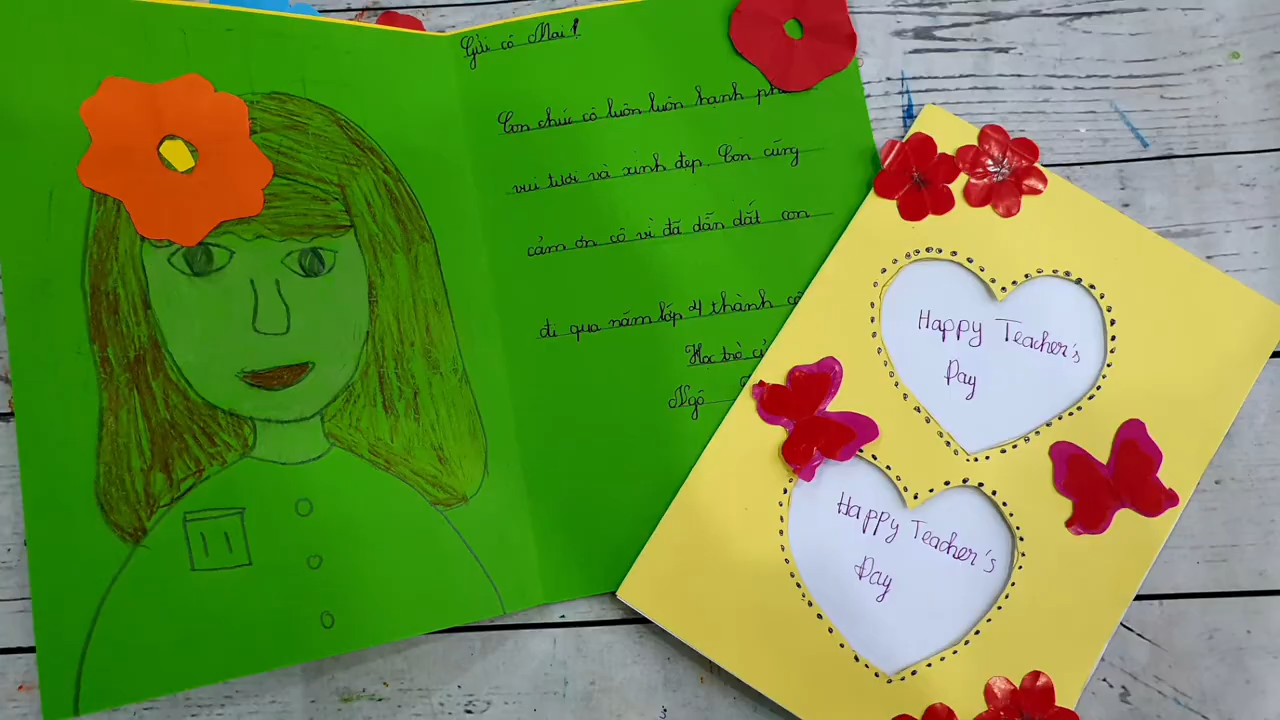 Gửi cô Mai!
Con chúc cô luôn luôn hạnh
vui tươi và xinh đẹp. Con cũng
cảm ơn cô vì đã dẫn dắt con
đi qua năm lớp 4 thành
Học trò
Ngô
Happy Teacher's
Day
Happy Teacher's
Day